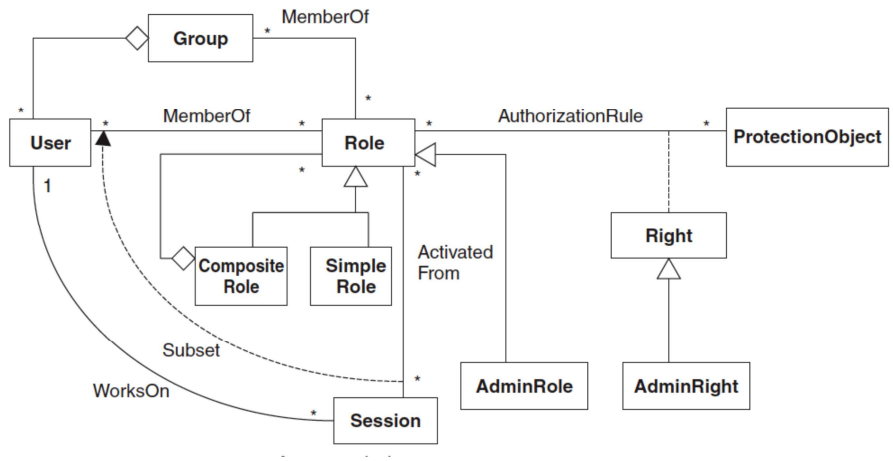 MemberOf
Group
*
*
*
User
*
MemberOf
*
Role
*
AuthorizationRule
*
ProtectionObject
1
*
*
Right
Composite
Role
Simple
Role
Activated
From
Subset
*
AdminRole
AdminRight
WorksOn
*
Session